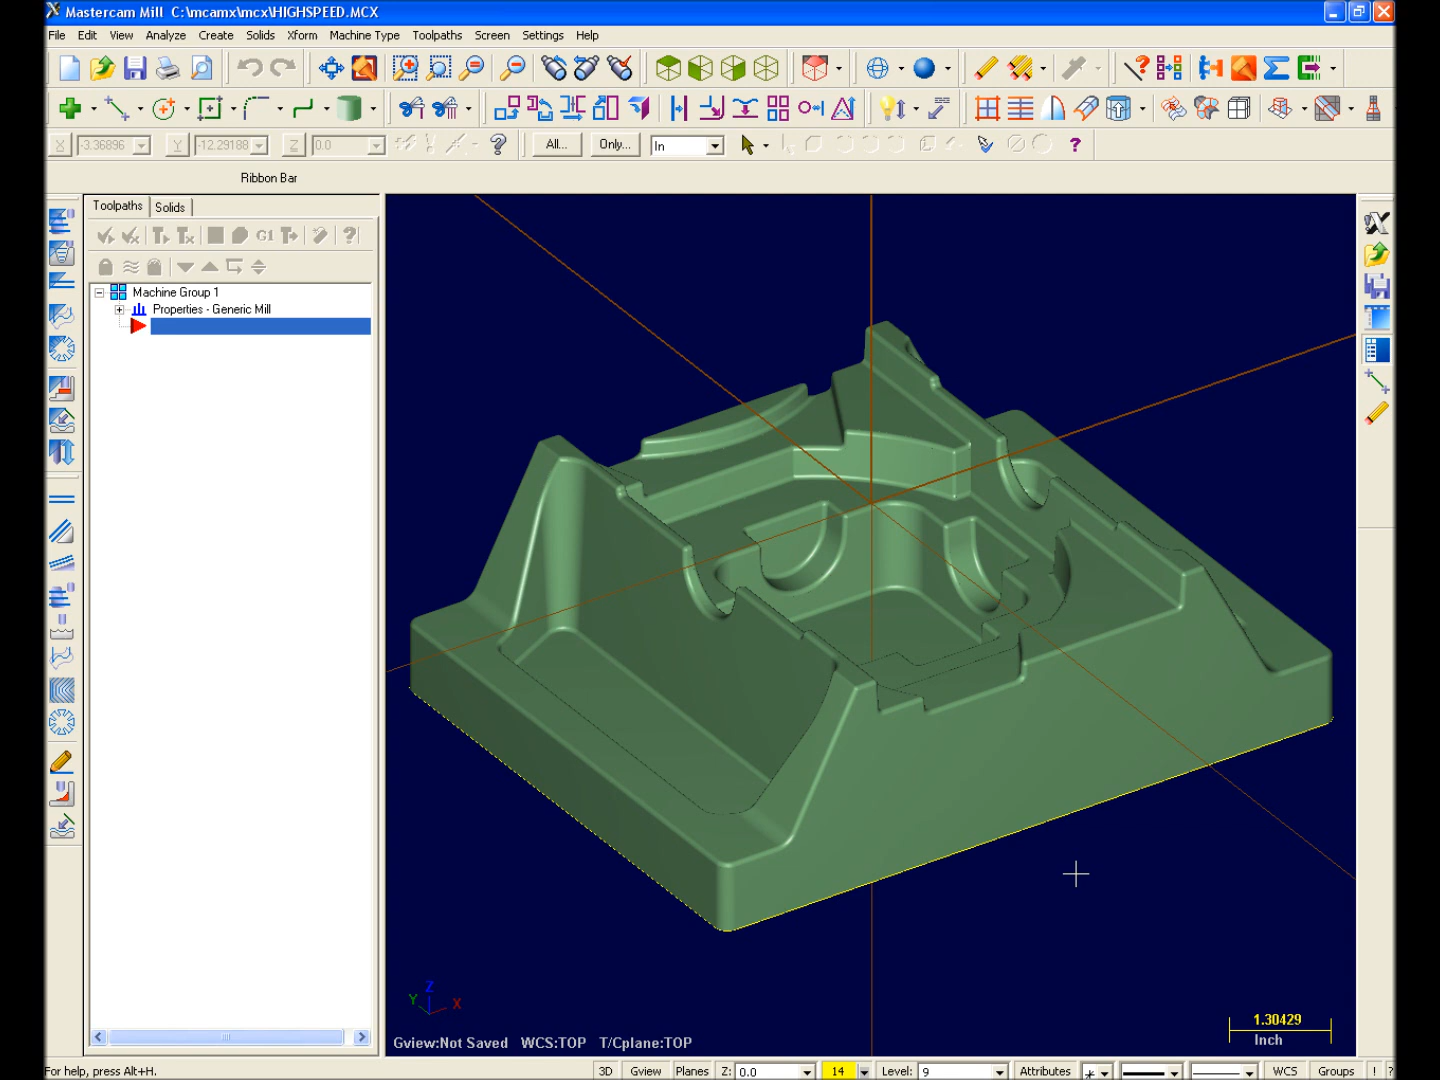 Mastercam Mill  C:\mcamx\mcx\HIGHSPEED.MCX
File Edit View Analyze Create Solids Xform Machine Type Toolpaths Screen Settings Help
X -3.36896 Y -12.29188 Z 0.0 All... Only... In
Ribbon Bar
Toolpaths Solids
G1
Machine Group 1
Properties - Generic Mill
Z
Y X
1.30429
Inch
Gview:Not Saved WCS:TOP T/Cplane:TOP
For help, press Alt+H. 3D Gview Planes Z: 0.0 14 Level: 9 Attributes WCS Groups ! ?